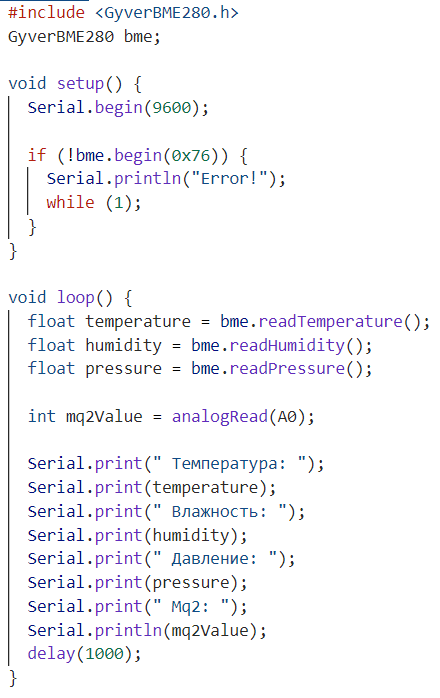 #include <GyverBME280.h>
GyverBME280 bme;
void setup() {
Serial.begin(9600);
if (!bme.begin(0x76)) {
Serial.println("Error!");
while (1);
}
}
void loop() {
float temperature = bme.readTemperature();
float humidity = bme.readHumidity();
float pressure = bme.readPressure();
int mq2Value = analogRead(A0);
Serial.print(" Температура: ");
Serial.print(temperature);
Serial.print(" Влажность: ");
Serial.print(humidity);
Serial.print(" Давление: ");
Serial.print(pressure);
Serial.print(" Mq2: ");
Serial.println(mq2Value);
delay(1000);
}